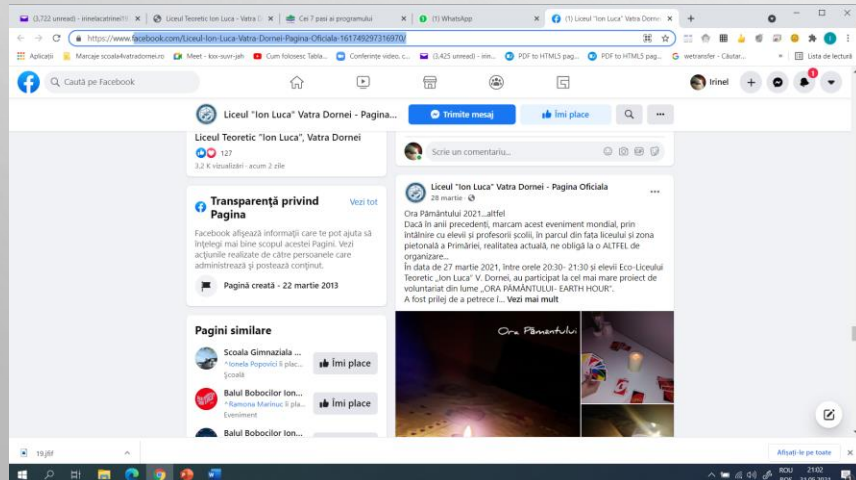 (3,722 unread) - irinelacatrinei19
Liceul Teoretic Ion Luca - Vatra D
Cei 7 pasi ai programului
(1) WhatsApp
(1) Liceul "Ion Luca" Vatra Dorne
https://www.facebook.com/Liceul-Ion-Luca-Vatra-Dornei-Pagina-Oficiala-161749297316970/
Aplicații
Marcaje scoala4vatradornei.ro
Meet - kxx-suvr-jah
Cum folosesc Tabla...
Conferințe video, c...
(3,425 unread) - irin...
PDF to HTML5 pag...
PDF to HTML5 pag...
wetransfer - Căutar...
Listă de lectură
Caută pe Facebook
Irinel
1
Liceul "Ion Luca" Vatra Dornei - Pagina...
Trimite mesaj
Îmi place
Liceul Teoretic "Ion Luca", Vatra Dornei
127
3,2 K vizualizări · acum 2 zile
Transparență privind Pagina
Vezi tot
Facebook afișează informații care te pot ajuta să
înțelegi mai bine scopul acestei Pagini. Vezi
acțiunile realizate de către persoanele care
administrează și postează conținut.
Pagină creată - 22 martie 2013
Pagini similare
Scoala Gimnaziala ...
Ionela Popovici îi plac...
Școală
Îmi place
Balul Bobocilor Ion...
Ramona Marinuc îi pla...
Eveniment
Îmi place
Balul Bobocilor Ion...
Scrie un comentariu...
Liceul "Ion Luca" Vatra Dornei - Pagina Oficiala
28 martie
Ora Pământului 2021...altfel
Dacă în anii precedenți, marcam acest eveniment mondial, prin
întâlnire cu elevii și profesorii școlii, în parcul din fata liceului și zona
pietonală a Primăriei, realitatea actuală, ne obligă la o ALTFEL de
organizare...
În data de 27 martie 2021, între orele 20:30- 21:30 și elevii Eco-Liceului
Teoretic „Ion Luca" V. Dornei, au participat la cel mai mare proiect de
voluntariat din lume „ORA PĂMÂNTULUI- EARTH HOUR".
A fost prilej de a petrece î... Vezi mai mult
Ora Pământului
19.jfif
Afișați-le pe toate
ROU
21:02